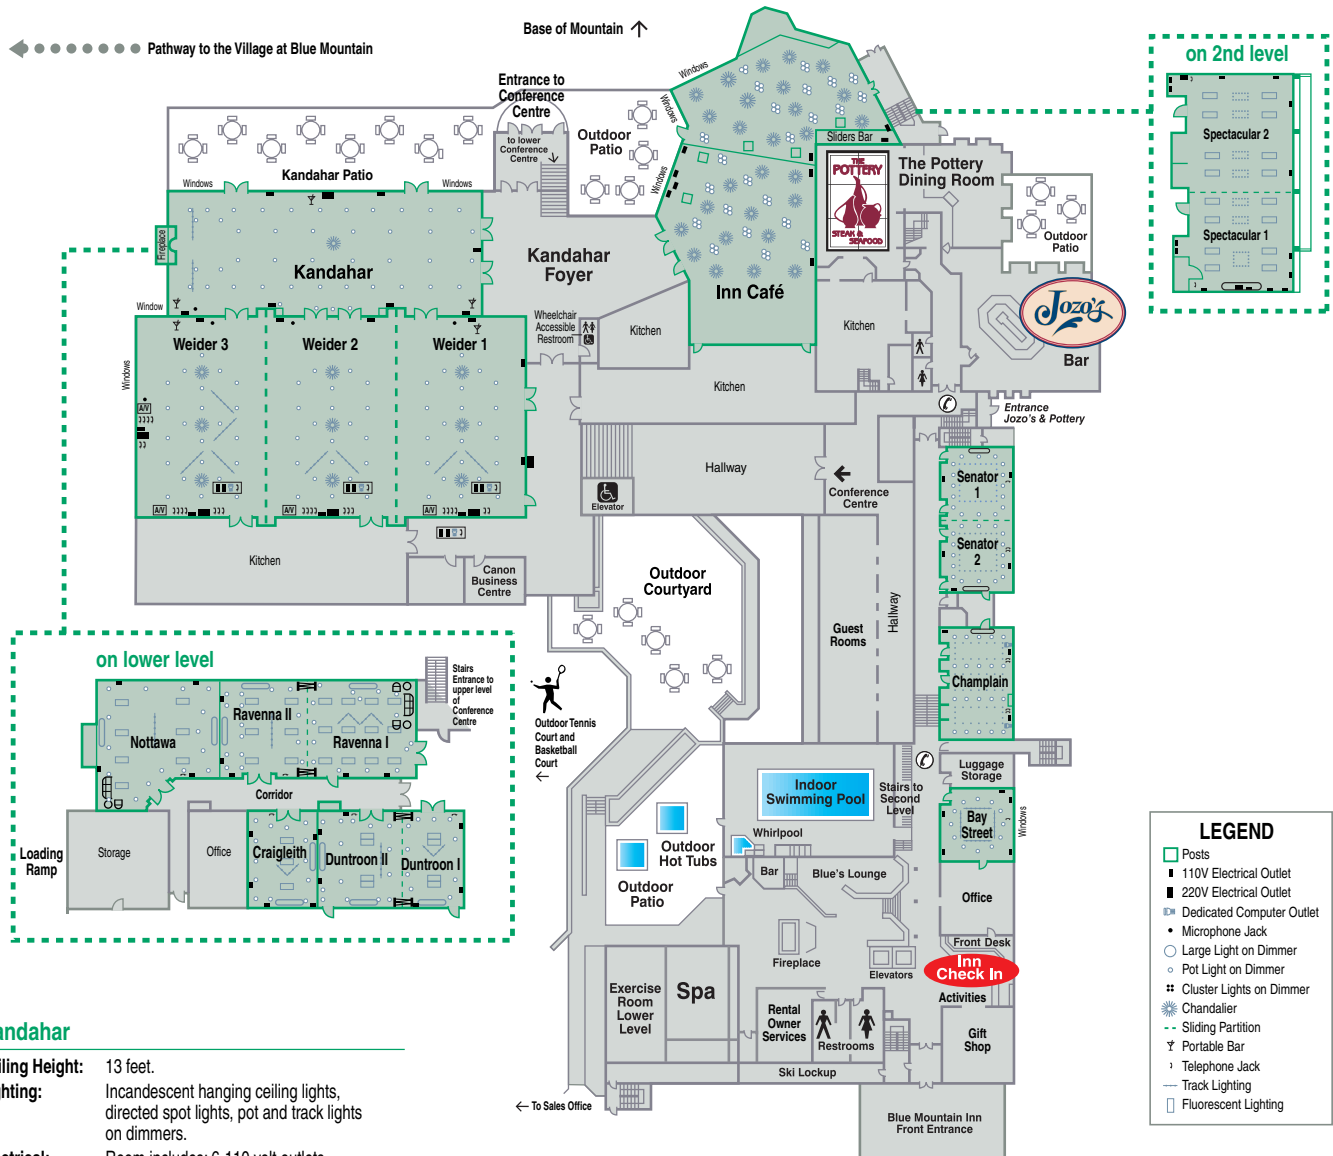 Base of Mountain
Pathway to the Village at Blue Mountain
on 2nd level
Spectacular 2
Spectacular 1
Entrance to
Conference
Centre
to lower
Conference
Centre
Outdoor
Patio
Windows
Windows
Windows
Sliders Bar
THE
POTTERY
STEAK &
SEAFOOD
The Pottery
Dining Room
Outdoor
Patio
Kandahar Patio
Windows
Windows
Fireplace
Kandahar
Kandahar
Foyer
Inn Café
Jozo's
Bar
Window
Wheelchair
Accessible
Restroom
Kitchen
Kitchen
Weider 3
Weider 2
Weider 1
Windows
Kitchen
Entrance
Jozo's & Pottery
A/V
A/V
A/V
A/V
Hallway
Elevator
Conference
Centre
Senator
1
Senator
2
Kitchen
Canon
Business
Centre
Outdoor
Courtyard
Guest
Rooms
Hallway
Champlain
on lower level
Stairs
Entrance to
upper level
of
Conference
Centre
Nottawa
Ravenna II
Ravenna I
Corridor
Loading
Ramp
Storage
Office
Craigleith
Duntroon II
Duntroon I
Outdoor Tennis
Court and
Basketball
Court
Indoor
Swimming Pool
Stairs to
Second
Level
Luggage
Storage
Bay
Street
Windows
Whirlpool
Outdoor
Hot Tubs
Outdoor
Patio
Bar
Blue's Lounge
Office
Front Desk
Inn
Check In
Activities
Fireplace
Elevators
Exercise
Room
Lower
Level
Spa
Rental
Owner
Services
Restrooms
Gift
Shop
Ski Lockup
To Sales Office
Blue Mountain Inn
Front Entrance
LEGEND
Posts
110V Electrical Outlet
220V Electrical Outlet
Dedicated Computer Outlet
Microphone Jack
Large Light on Dimmer
Pot Light on Dimmer
Cluster Lights on Dimmer
Chandalier
Sliding Partition
Portable Bar
Telephone Jack
Track Lighting
Fluorescent Lighting
andahar
iling Height: 13 feet.
hting: Incandescent hanging ceiling lights,
directed spot lights, pot and track lights
on dimmers.
Room includes: 6-110 volt outlets